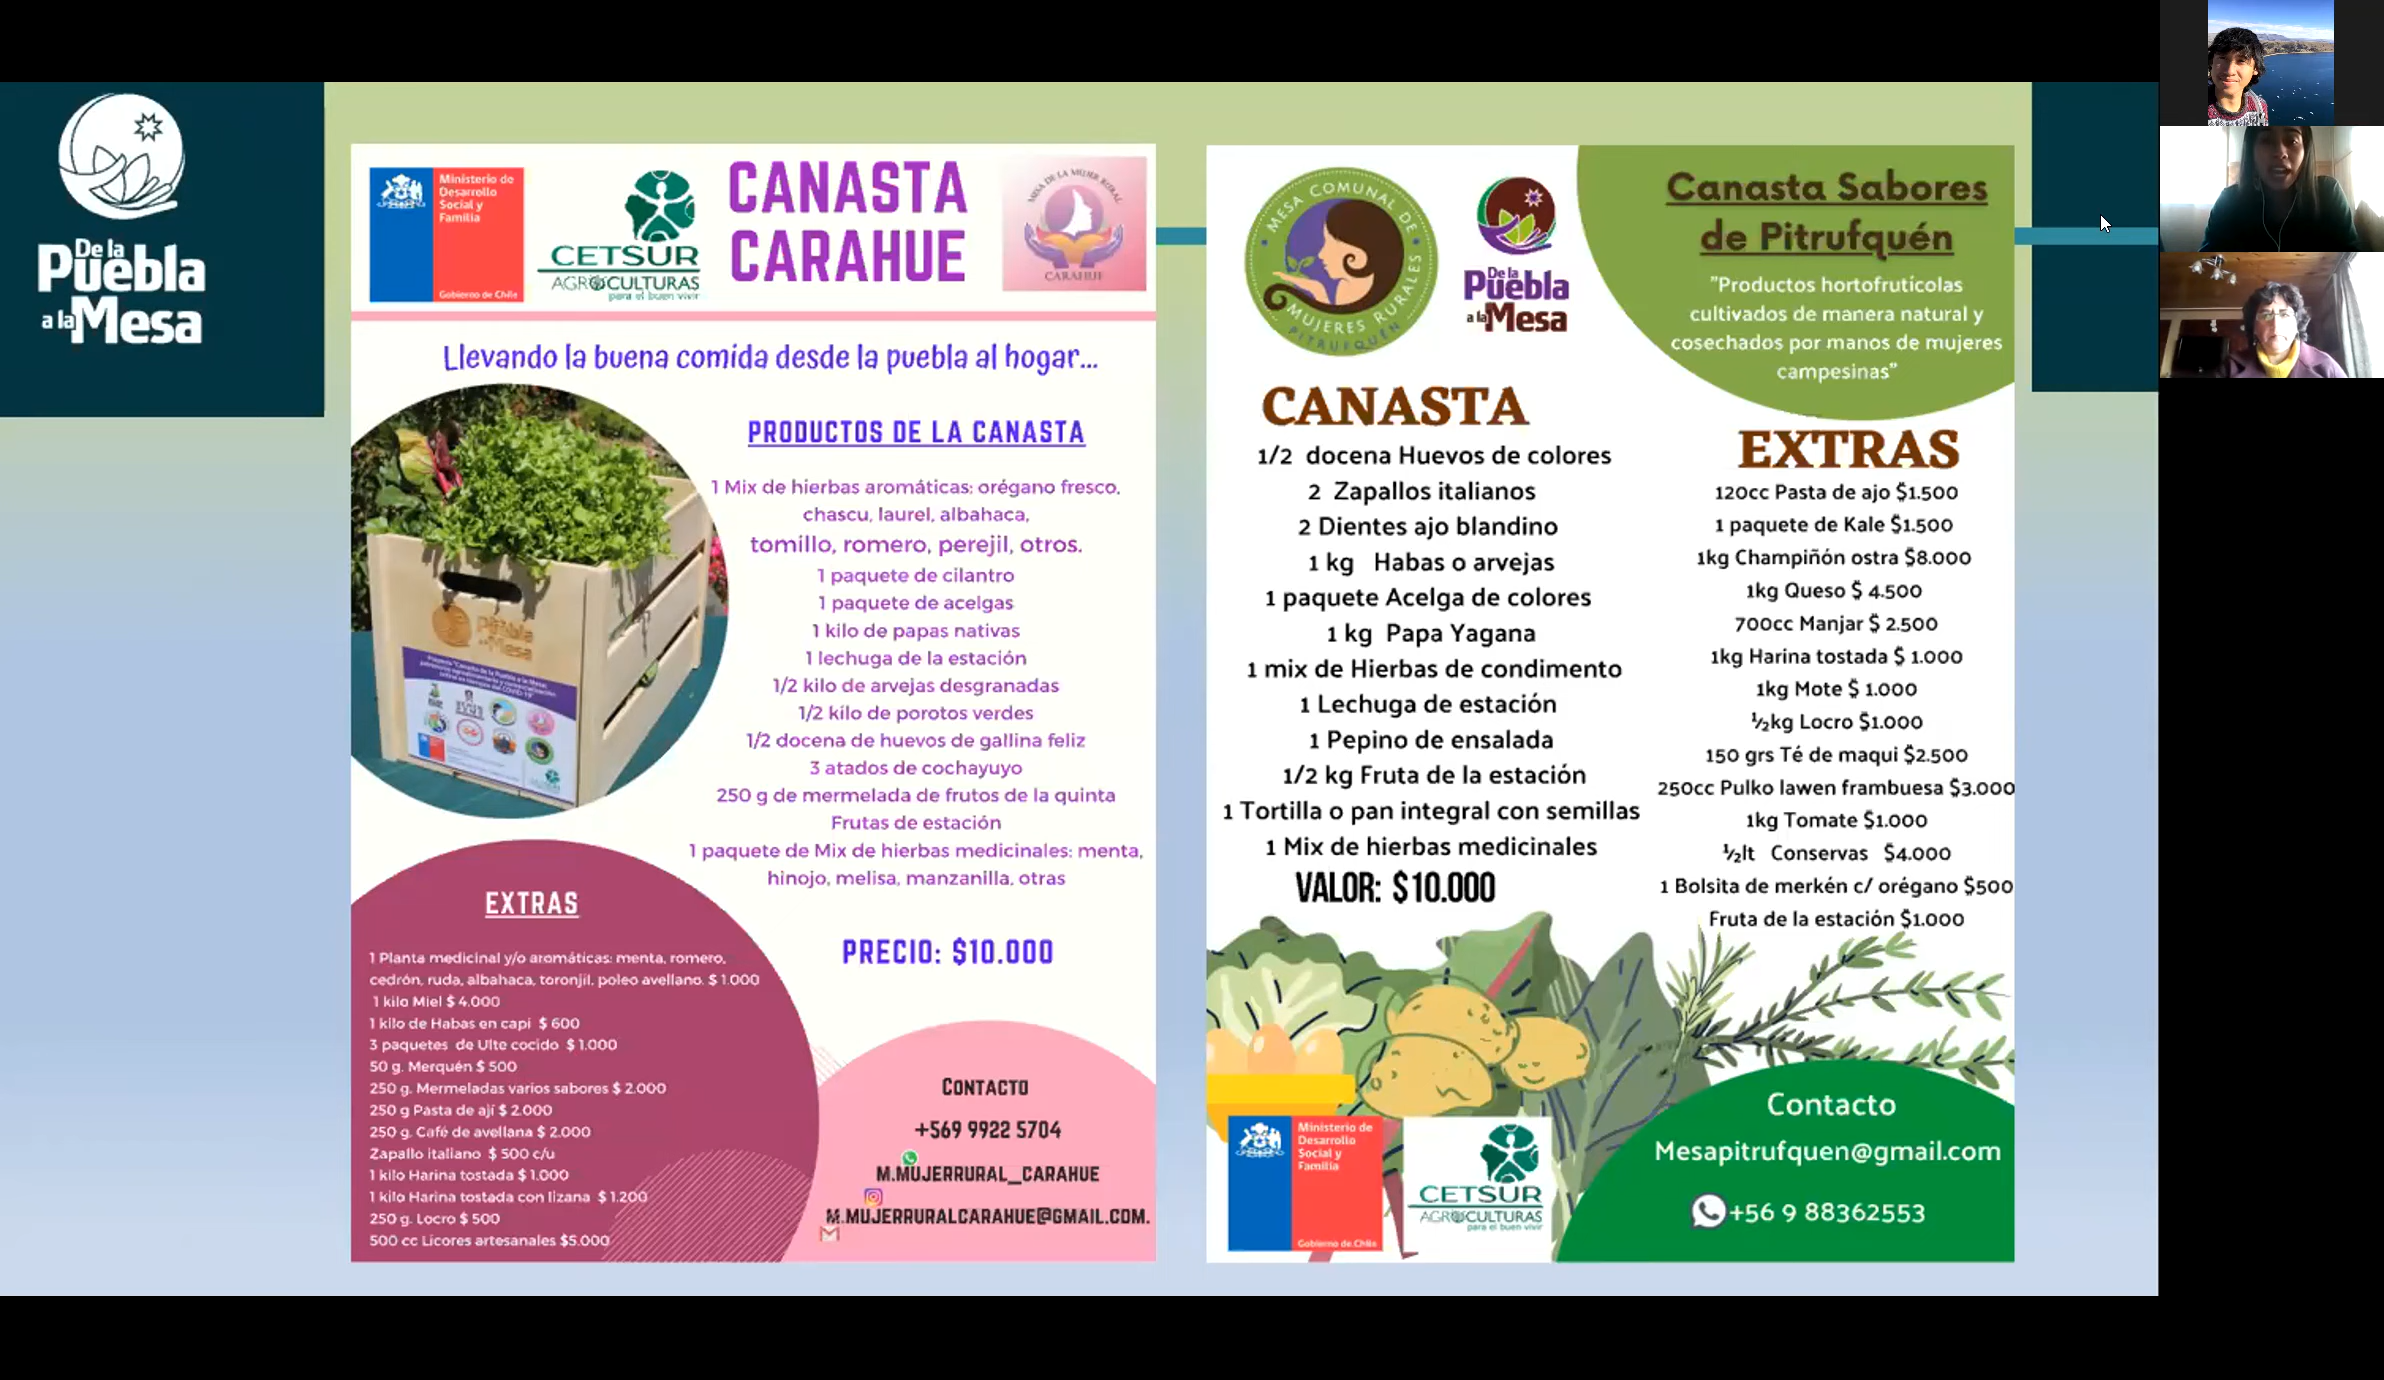 De la
Puebla
a la Mesa
Ministerio de
Desarrollo
Social y
Familia
Gobierno de Chile
CETSUR
AGROCULTURAS
para el buen vivir
CANASTA
CARAHUE
MESA DE LA MUJER RURAL
CARAHUE
Llevando la buena comida desde la puebla al hogar...
PRODUCTOS DE LA CANASTA
1 Mix de hierbas aromáticas: orégano fresco,
chascu, laurel, albahaca,
tomillo, romero, perejil, otros.
1 paquete de cilantro
1 paquete de acelgas
1 kilo de papas nativas
1 lechuga de la estación
1/2 kilo de arvejas desgranadas
1/2 kilo de porotos verdes
1/2 docena de huevos de gallina feliz
3 atados de cochayuyo
250 g de mermelada de frutos de la quinta
Frutas de estación
1 paquete de Mix de hierbas medicinales: menta,
hinojo, melisa, manzanilla, otras
PRECIO: $10.000
EXTRAS
1 Planta medicinal y/o aromáticas: menta, romero,
cedrón, ruda, albahaca, toronjil, poleo avellano. $ 1.000
1 kilo Miel $ 4.000
1 kilo de Habas en capi $ 600
3 paquetes de Ulte cocido $ 1.000
50 g. Merquén $ 500
250 g. Mermeladas varios sabores $ 2.000
250 g Pasta de ají $ 2.000
250 g. Café de avellana $ 2.000
Zapallo italiano $ 500 c/u
1 kilo Harina tostada $ 1.000
1 kilo Harina tostada con lizana $ 1.200
250 g. Locro $ 500
500 cc Licores artesanales $5.000
CONTACTO
+569 9922 5704
M.MUJERRURAL_CARAHUE
M.MUJERRURALCARAHUE@GMAIL.COM.
MESA COMUNAL DE
MUJERES RURALES
PITRUFQUÉN
De la
Puebla
a la Mesa
Canasta Sabores
de Pitrufquén
"Productos hortofrutícolas
cultivados de manera natural y
cosechados por manos de mujeres
campesinas"
CANASTA
1/2 docena Huevos de colores
2 Zapallos italianos
2 Dientes ajo blandino
1 kg Habas o arvejas
1 paquete Acelga de colores
1 kg Papa Yagana
1 mix de Hierbas de condimento
1 Lechuga de estación
1 Pepino de ensalada
1/2 kg Fruta de la estación
1 Tortilla o pan integral con semillas
1 Mix de hierbas medicinales
VALOR: $10.000
EXTRAS
120cc Pasta de ajo $1.500
1 paquete de Kale $1.500
1kg Champiñón ostra $8.000
1kg Queso $ 4.500
700cc Manjar $ 2.500
1kg Harina tostada $ 1.000
1kg Mote $ 1.000
½kg Locro $1.000
150 grs Té de maqui $2.500
250cc Pulko lawen frambuesa $3.000
1kg Tomate $1.000
½lt Conservas $4.000
1 Bolsita de merkén c/ orégano $500
Fruta de la estación $1.000
Ministerio de
Desarrollo
Social y
Familia
Gobierno de Chile
CETSUR
AGROCULTURAS
para el buen vivir
Contacto
Mesapitrufquen@gmail.com
+56 9 88362553